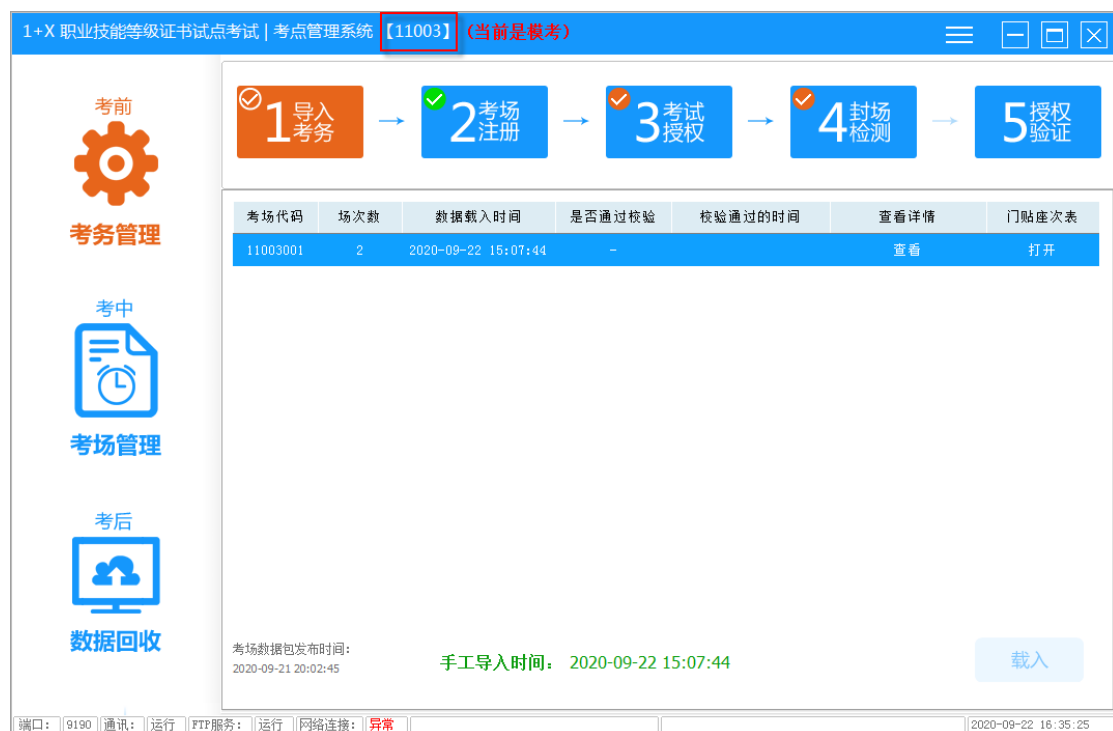 1+X 职业技能等级证书试点考试 | 考点管理系统 【11003】 （当前是模考）
考前
考务管理
考中
考场管理
考后
数据回收
1 导入考务 → 2 考场注册 → 3 考试授权 → 4 封场检测 → 5 授权验证
考场代码 场次数 数据载入时间 是否通过校验 校验通过的时间 查看详情 门贴座次表
11003001 2 2020-09-22 15:07:44 - 查看 打开
考场数据包发布时间：
2020-09-21 20:02:45
手工导入时间： 2020-09-22 15:07:44
载入
端口： 9190 通讯： 运行 FTP服务： 运行 网络连接： 异常 2020-09-22 16:35:25